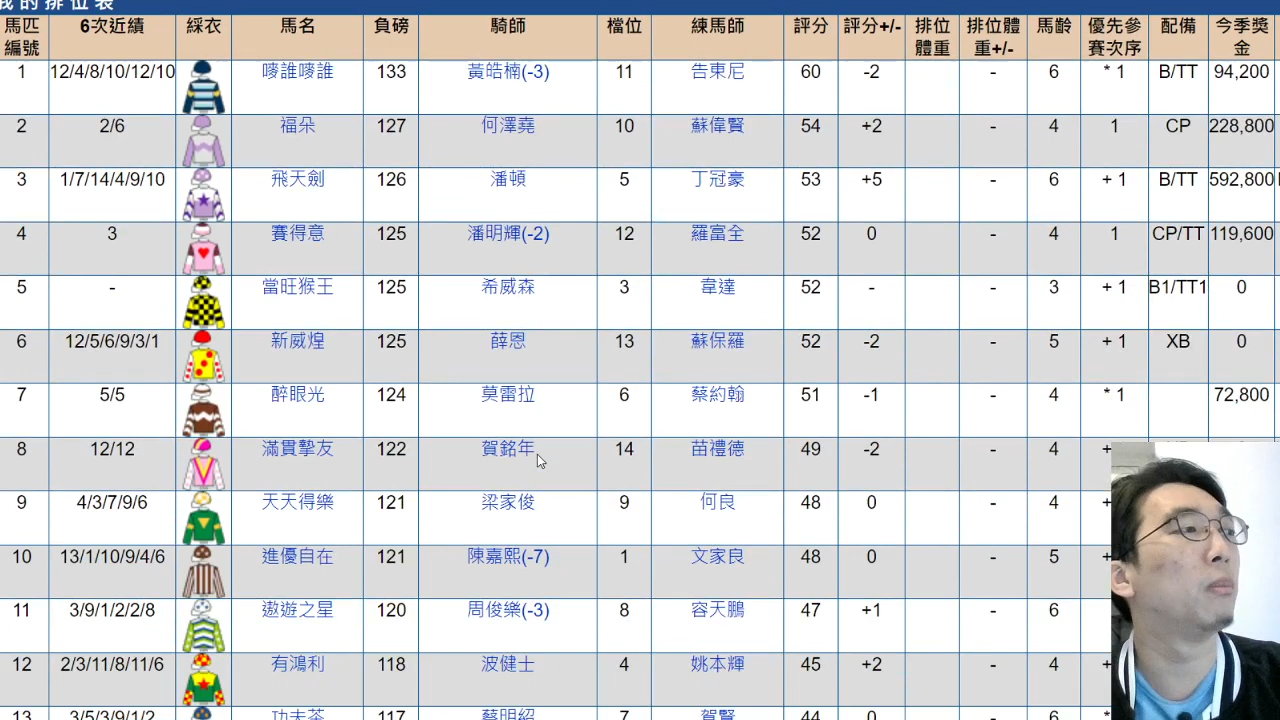 我的排位表
馬匹編號 6次近績 綵衣 馬名 負磅 騎師 檔位 練馬師 評分 評分+/- 排位體重 排位體重+/- 馬齡 優先參賽次序 配備 今季獎金
1 12/4/8/10/12/10 嘜誰嘜誰 133 黃皓楠(-3) 11 告東尼 60 -2 - 6 * 1 B/TT 94,200
2 2/6 福朵 127 何澤堯 10 蘇偉賢 54 +2 - 4 1 CP 228,800
3 1/7/14/4/9/10 飛天劍 126 潘頓 5 丁冠豪 53 +5 - 6 + 1 B/TT 592,800
4 3 賽得意 125 潘明輝(-2) 12 羅富全 52 0 - 4 1 CP/TT 119,600
5 - 當旺猴王 125 希威森 3 韋達 52 - - 3 + 1 B1/TT1 0
6 12/5/6/9/3/1 新威煌 125 薛恩 13 蘇保羅 52 -2 - 5 + 1 XB 0
7 5/5 醉眼光 124 莫雷拉 6 蔡約翰 51 -1 - 4 * 1 72,800
8 12/12 滿貫摯友 122 賀銘年 14 苗禮德 49 -2 - 4 +
9 4/3/7/9/6 天天得樂 121 梁家俊 9 何良 48 0 - 4 +
10 13/1/10/9/4/6 進優自在 121 陳嘉熙(-7) 1 文家良 48 0 - 5 +
11 3/9/1/2/2/8 遨遊之星 120 周俊樂(-3) 8 容天鵬 47 +1 - 6
12 2/3/11/8/11/6 有鴻利 118 波健士 4 姚本輝 45 +2 - 4 +
13 3/5/3/9/1/2 功夫茶 117 蔡明紹 7 賀賢 44 0 - 6 *